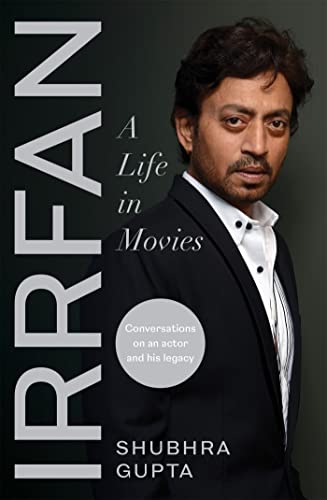 IRRFAN
A
Life
in
Movies
Conversations
on an actor
and his legacy
SHUBHRA
GUPTA